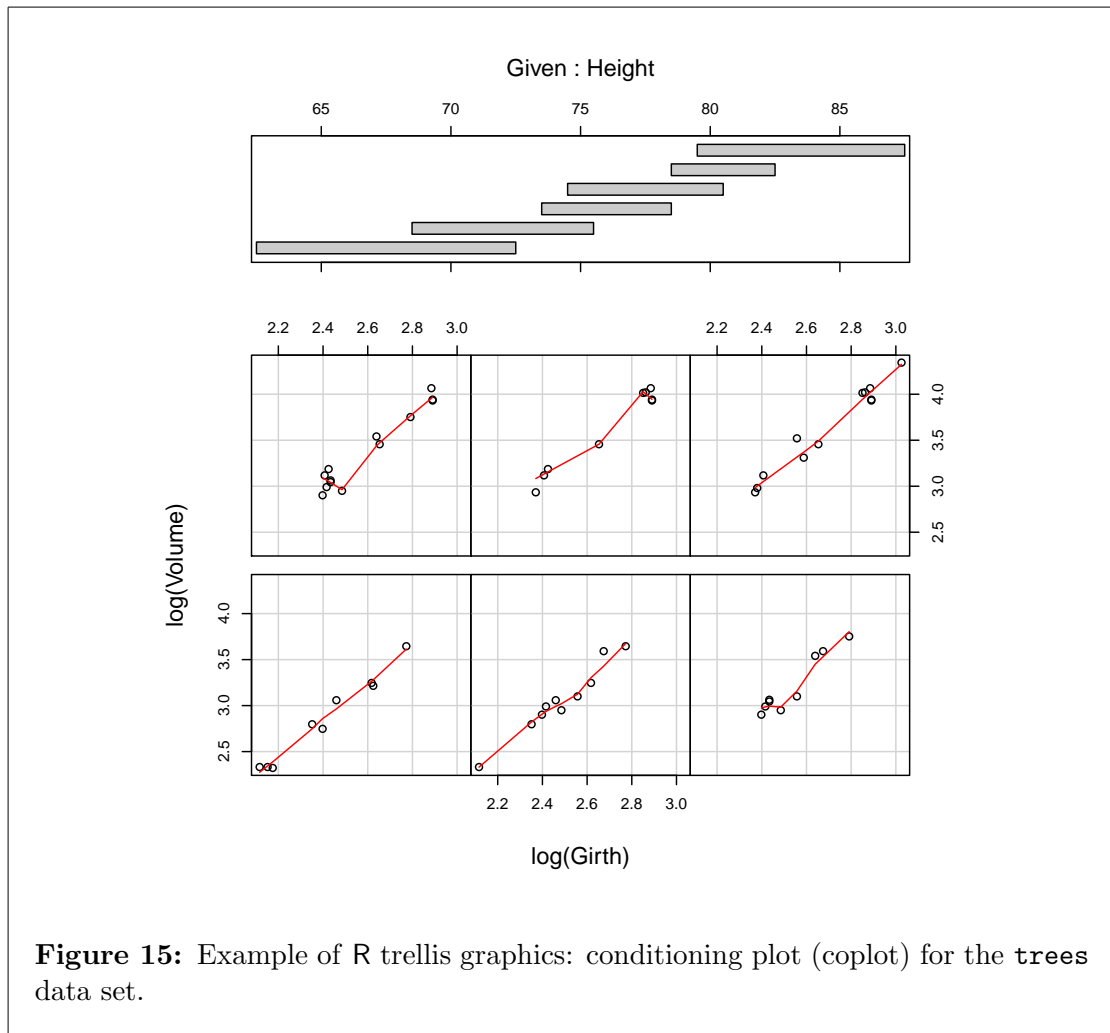 Given : Height
65 70 75 80 85
2.2 2.4 2.6 2.8 3.0 2.2 2.4 2.6 2.8 3.0
2.5 3.0 3.5 4.0
log(Volume)
2.5 3.0 3.5 4.0
2.2 2.4 2.6 2.8 3.0
log(Girth)
Figure 15: Example of R trellis graphics: conditioning plot (coplot) for the trees
data set.